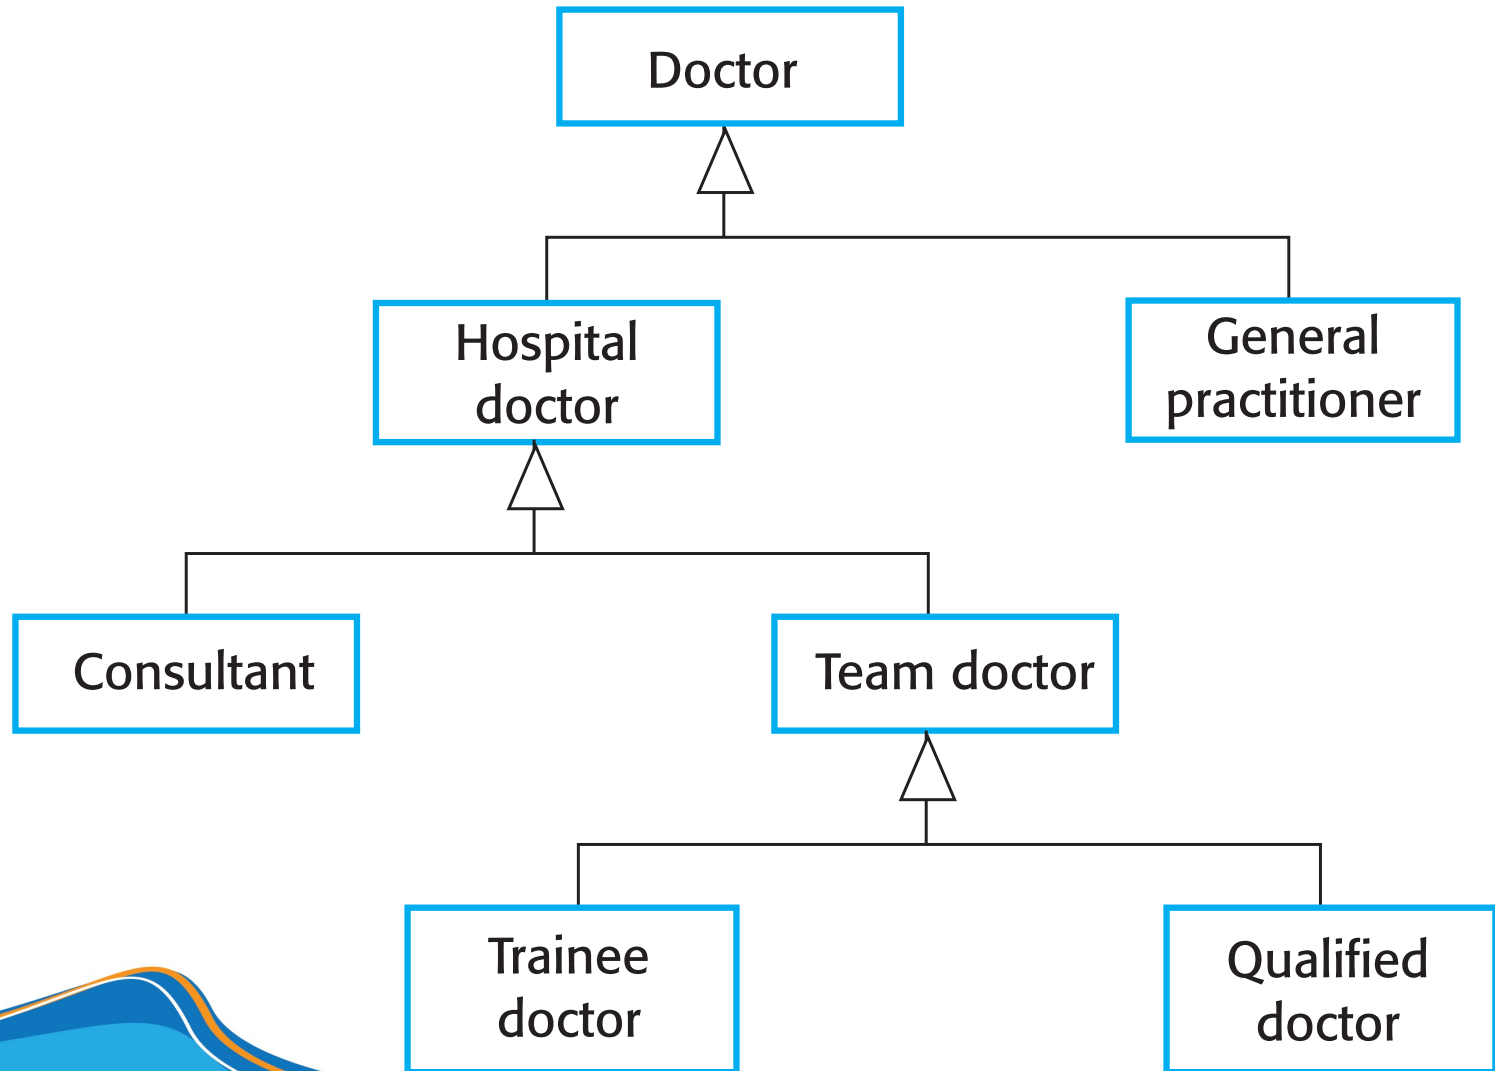 Doctor
Hospital
doctor
General
practitioner
Consultant
Team doctor
Trainee
doctor
Qualified
doctor